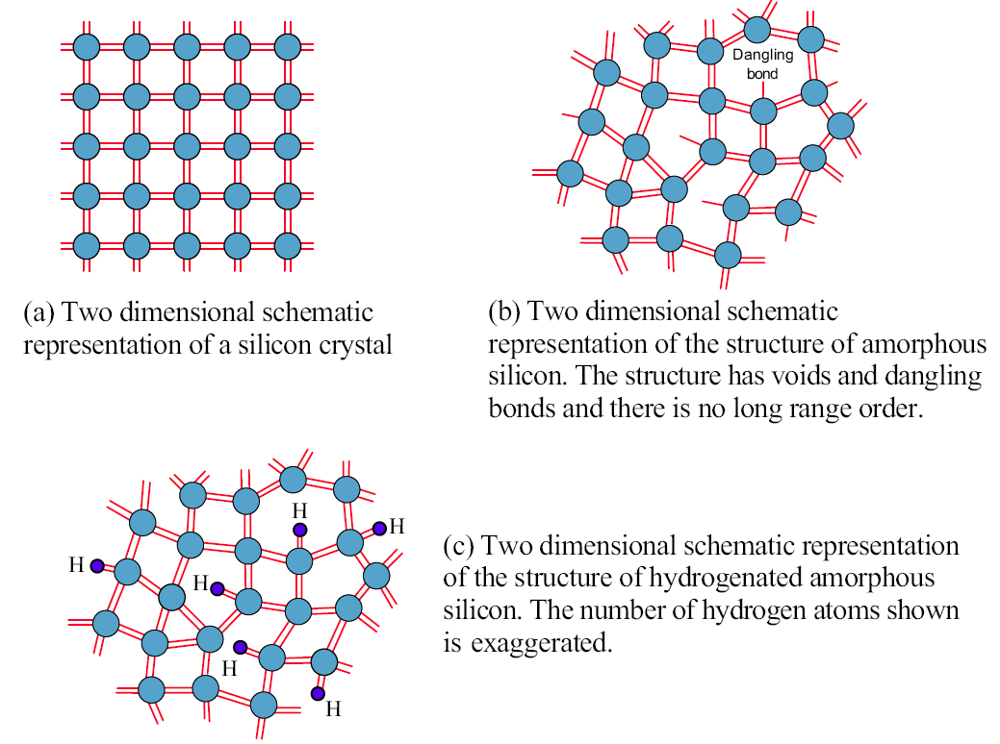 Dangling
bond
(a) Two dimensional schematic
representation of a silicon crystal
(b) Two dimensional schematic
representation of the structure of amorphous
silicon. The structure has voids and dangling
bonds and there is no long range order.
H
H
H
H
H
H
(c) Two dimensional schematic representation
of the structure of hydrogenated amorphous
silicon. The number of hydrogen atoms shown
is exaggerated.